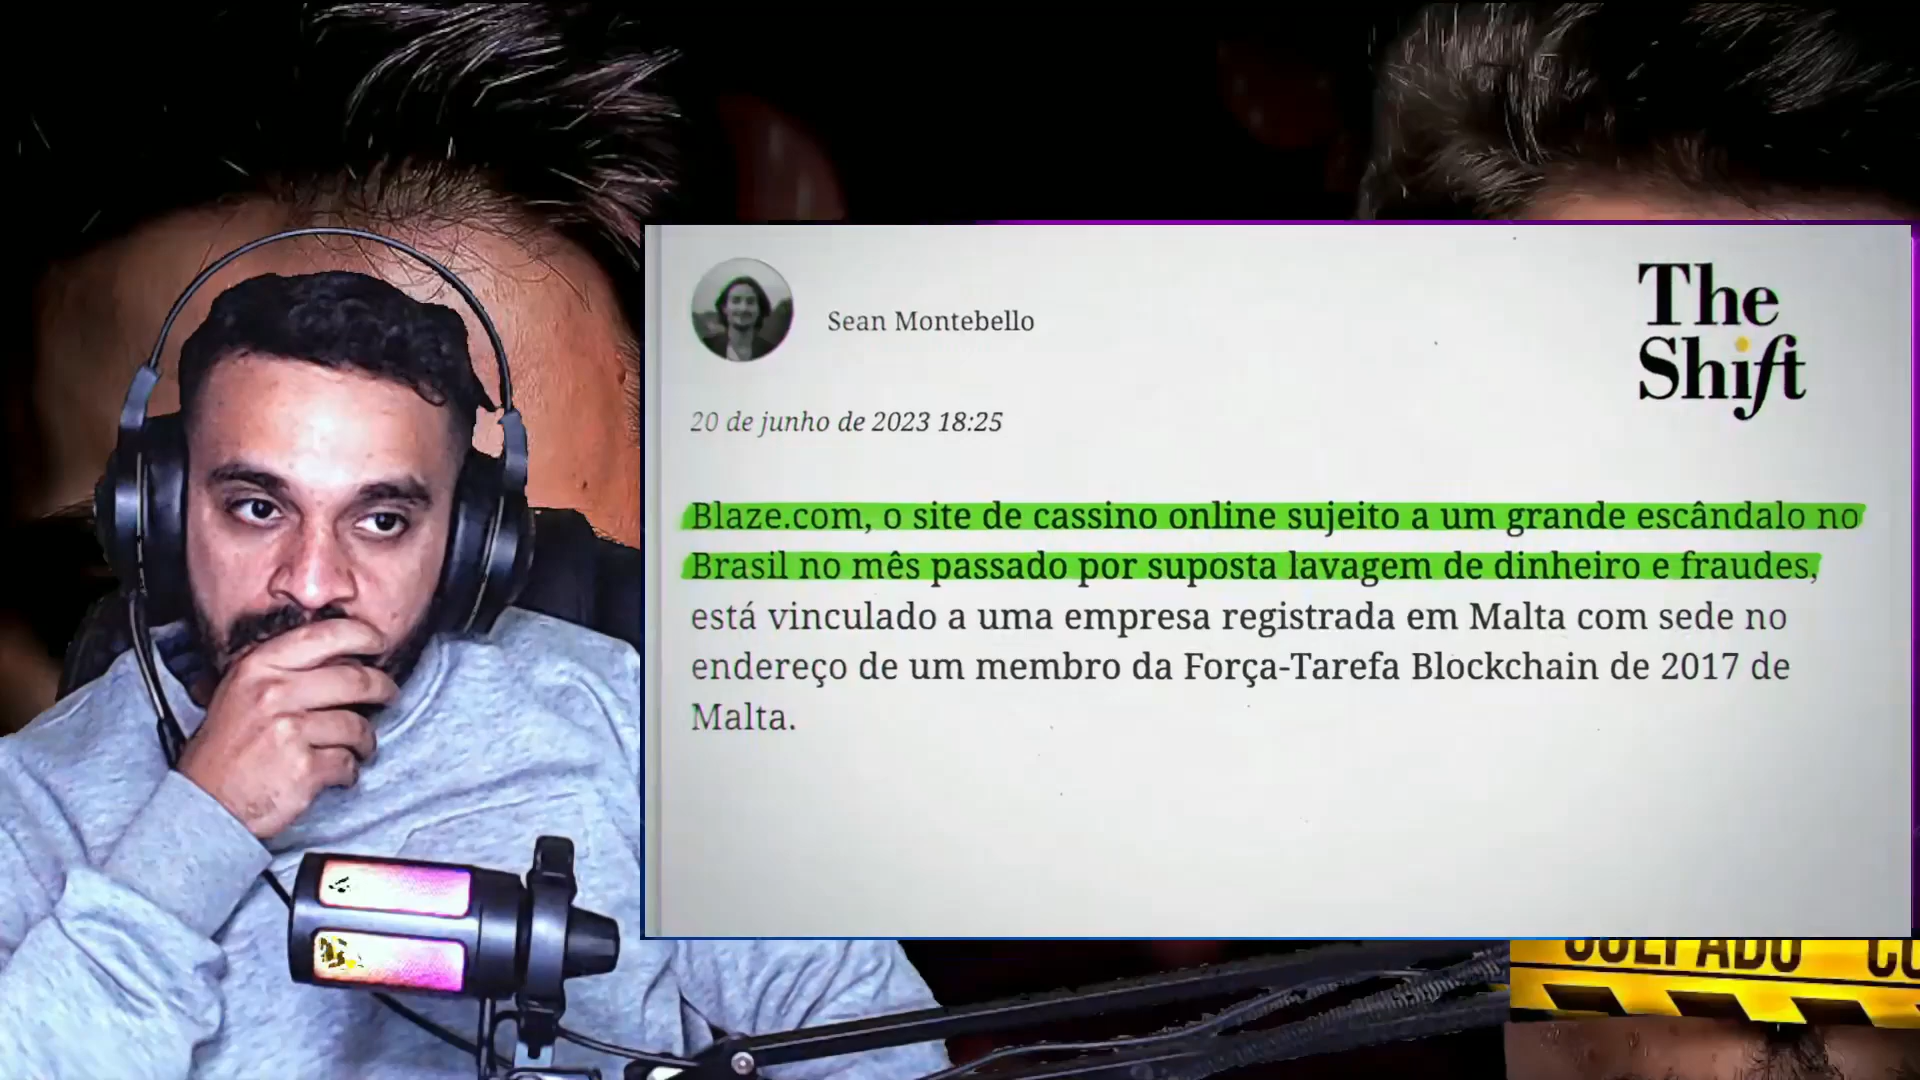 Sean Montebello
The
Shift
20 de junho de 2023 18:25
Blaze.com, o site de cassino online sujeito a um grande escândalo no
Brasil no mês passado por suposta lavagem de dinheiro e fraudes,
está vinculado a uma empresa registrada em Malta com sede no
endereço de um membro da Força-Tarefa Blockchain de 2017 de
Malta.